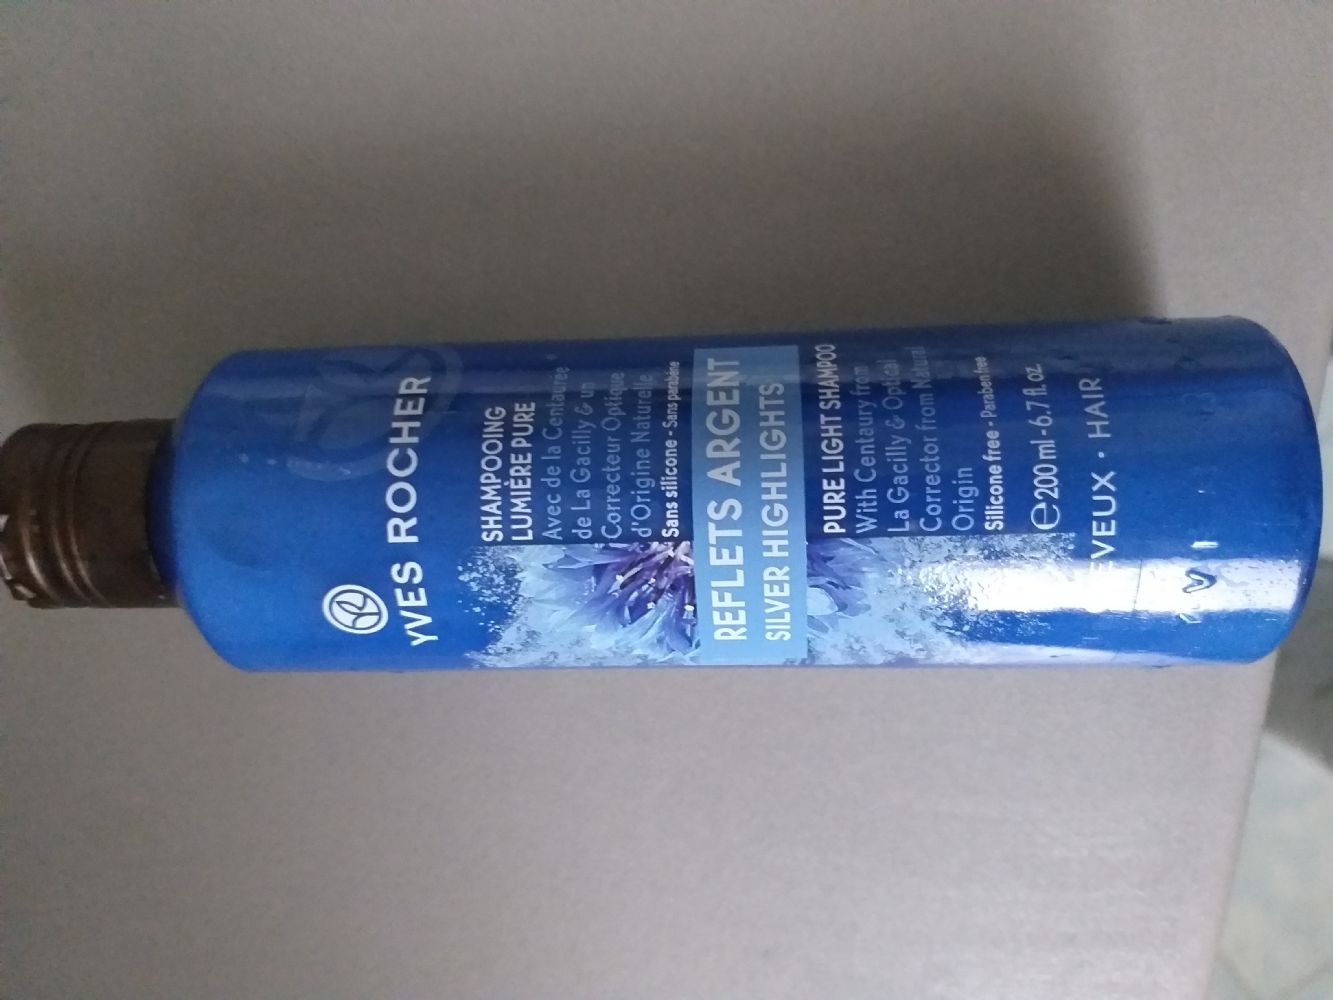 YVES ROCHER
SHAMPOOING
LUMIÈRE PURE
Avec de la Centaurée
de La Gacilly & un
Correcteur Optique
d'Origine Naturelle
Sans silicone - Sans parabène
REFLETS ARGENT
SILVER HIGHLIGHTS
PURE LIGHT SHAMPOO
With Centaury from
La Gacilly & Optical
Corrector from Natural
Origin
Silicone free - Paraben free
e 200 ml - 6.7 fl. oz.
EVEUX • HAIR